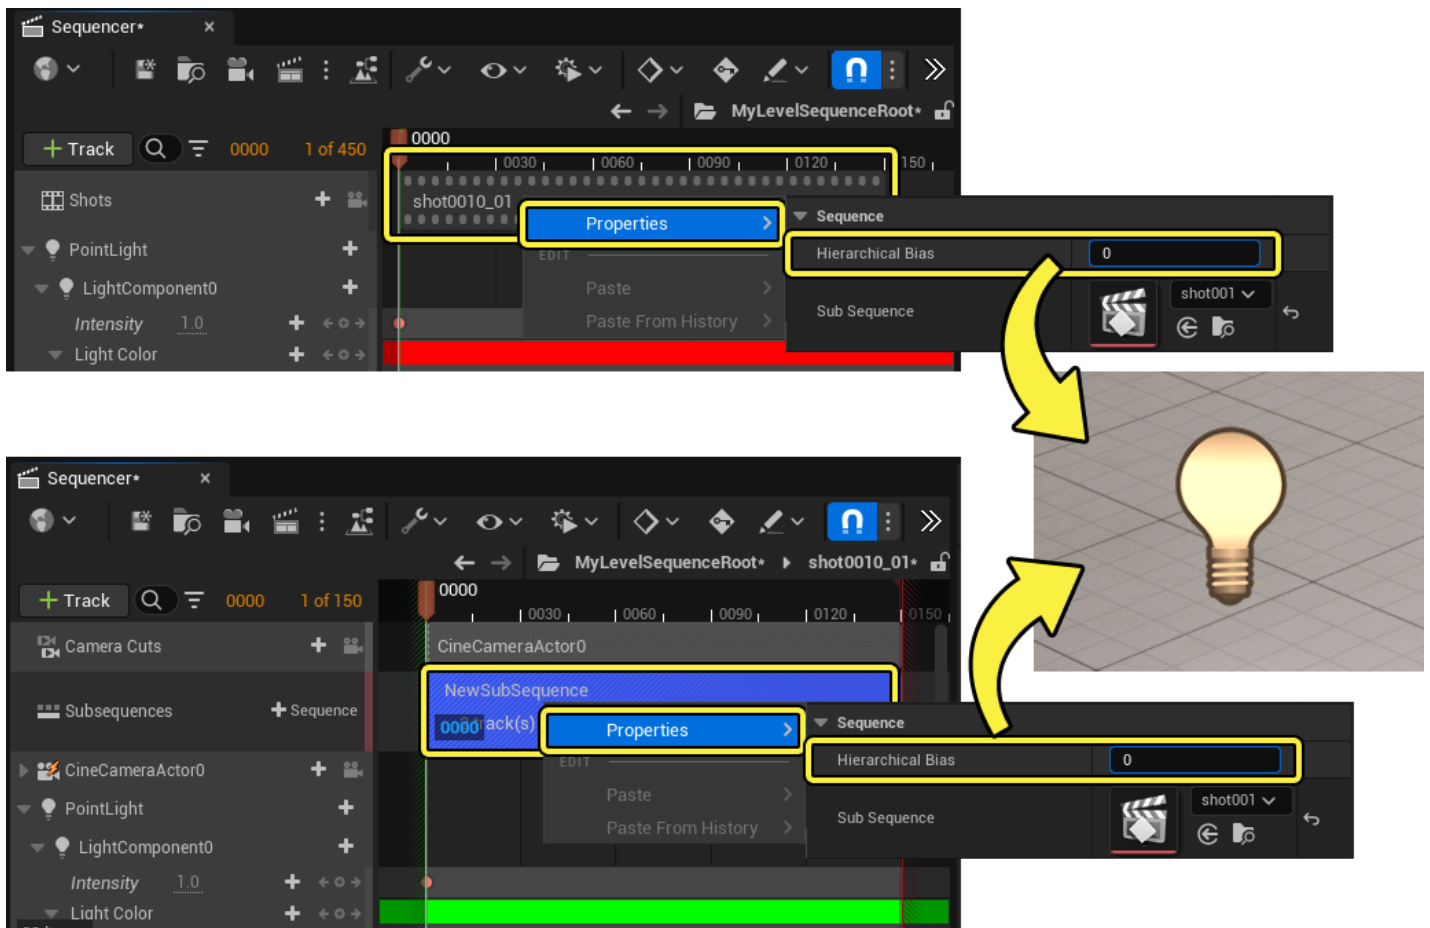 Sequencer*
MyLevelSequenceRoot*
Track 0000 1 of 450
0000
0030 0060 0090 0120 150
Shots
shot0010_01
Properties
Sequence
Hierarchical Bias 0
PointLight
EDIT
LightComponent0
Paste
Sub Sequence
shot001
Intensity 1.0
Paste From History
Light Color
Sequencer*
MyLevelSequenceRoot* shot0010_01*
Track 0000 1 of 150
0000
0030 0060 0090 0120 0150
Camera Cuts
CineCameraActor0
NewSubSequence
Subsequences Sequence
0000 track(s)
Properties
Sequence
Hierarchical Bias 0
CineCameraActor0
EDIT
PointLight
Paste
Sub Sequence
shot001
Paste From History
LightComponent0
Intensity 1.0
Light Color